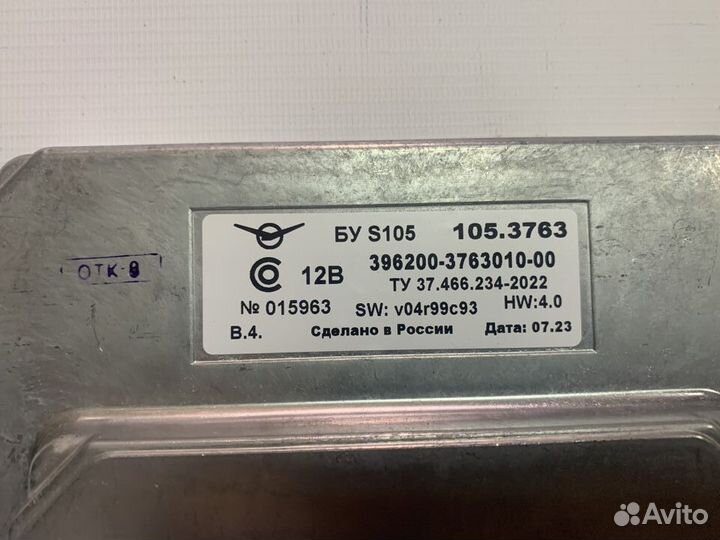 БУ S105 105.3763
12В 396200-3763010-00
ТУ 37.466.234-2022
№ 015963 SW: v04r99c93 HW:4.0
В.4. Сделано в России Дата: 07.23
ОТК-8
Avito